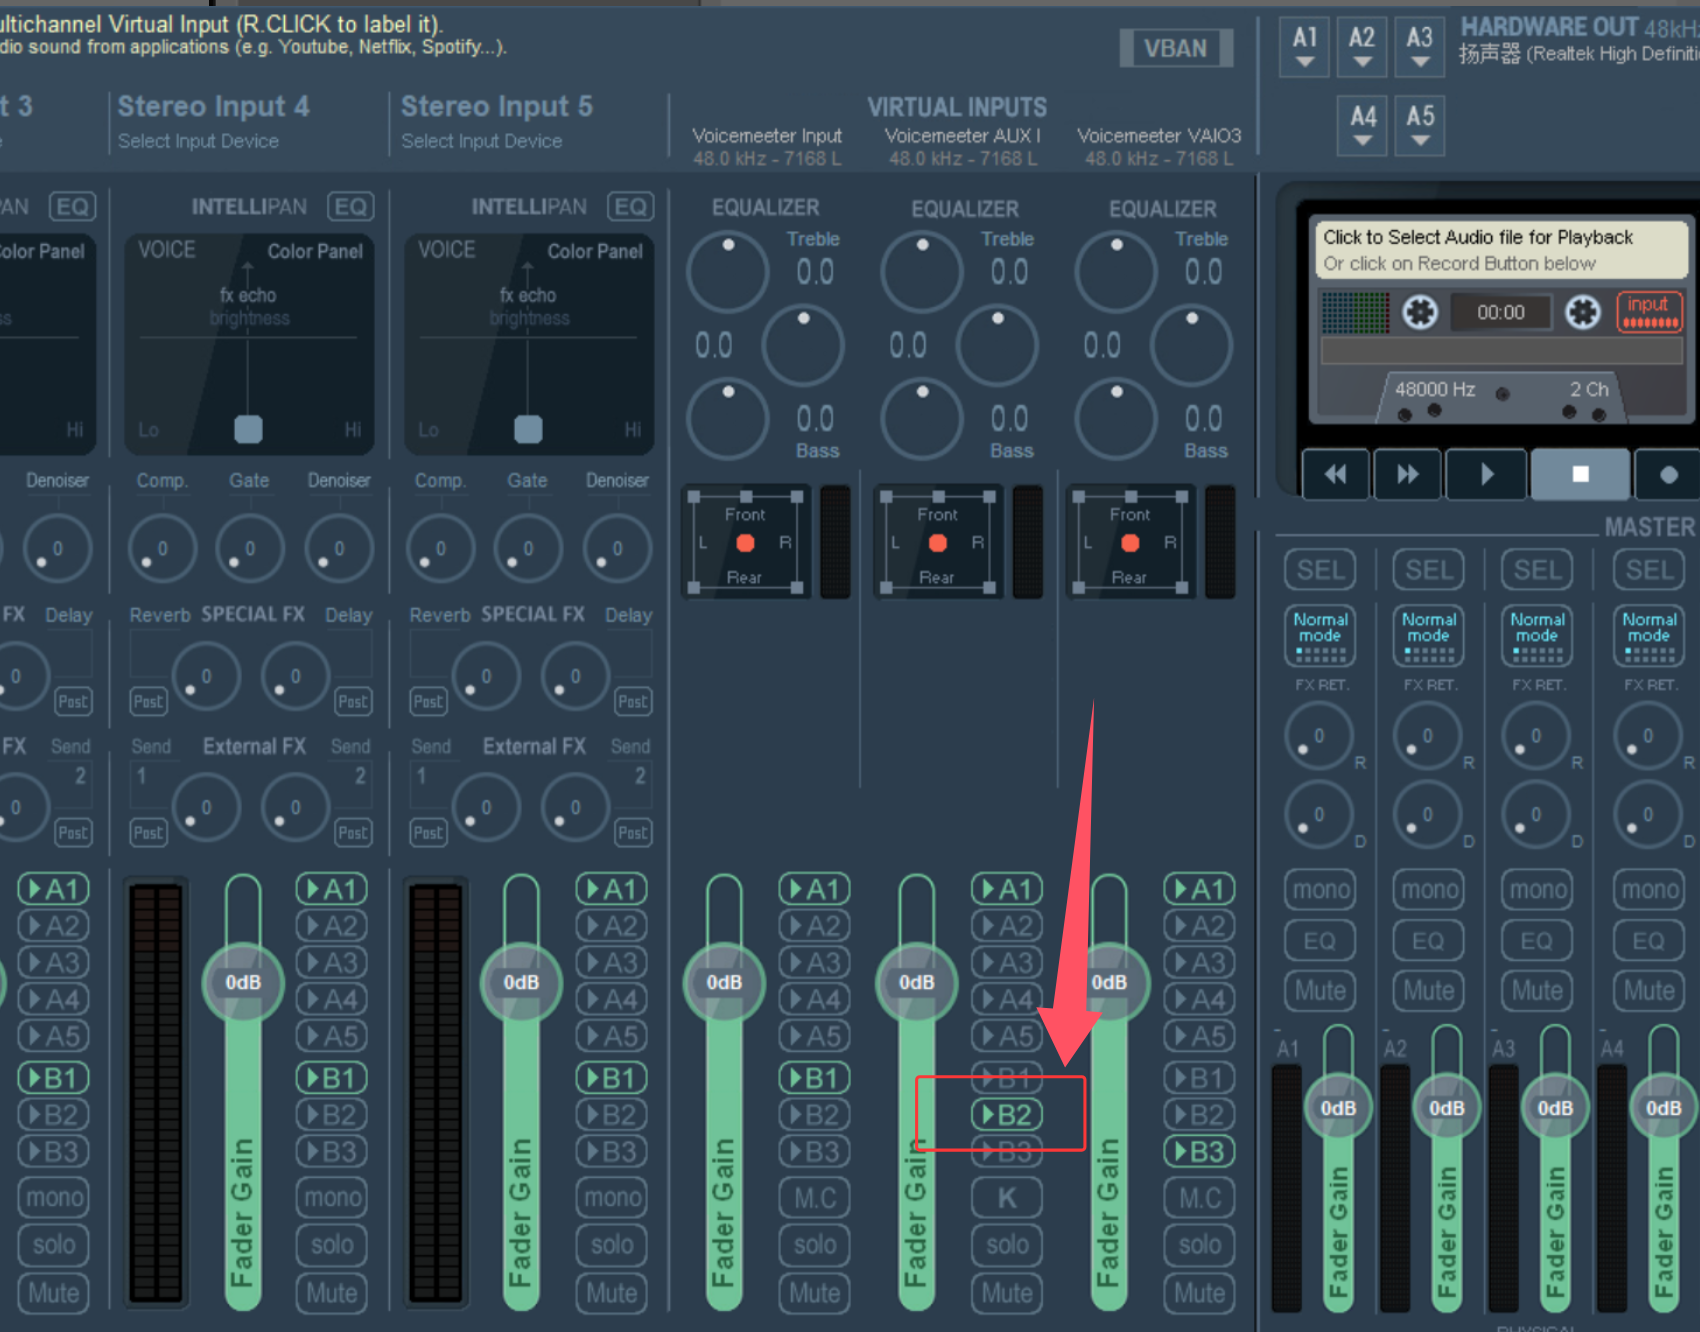 ultichannel Virtual Input (R.CLICK to label it).
dio sound from applications (e.g. Youtube, Netflix, Spotify...).
VBAN
A1 A2 A3
HARDWARE OUT 48kHz
扬声器 (Realtek High Definiti
A4 A5
t 3
Stereo Input 4
Select Input Device
Stereo Input 5
Select Input Device
VIRTUAL INPUTS
Voicemeeter Input
48.0 kHz - 7168 L
Voicemeeter AUX I
48.0 kHz - 7168 L
Voicemeeter VAIO3
48.0 kHz - 7168 L
PAN EQ
INTELLIPAN EQ
INTELLIPAN EQ
EQUALIZER
EQUALIZER
EQUALIZER
Color Panel
ss
Hi
VOICE Color Panel
fx echo
brightness
Lo Hi
VOICE Color Panel
fx echo
brightness
Lo Hi
Treble
0.0
0.0
0.0
Bass
Treble
0.0
0.0
0.0
Bass
Treble
0.0
0.0
0.0
Bass
Click to Select Audio file for Playback
Or click on Record Button below
00:00
input
48000 Hz 2 Ch
Denoiser
0
Comp. Gate Denoiser
0 0 0
Comp. Gate Denoiser
0 0 0
Front
L R
Rear
Front
L R
Rear
Front
L R
Rear
MASTER
SEL SEL SEL SEL
Normal mode
Normal mode
Normal mode
Normal mode
FX RET. FX RET. FX RET. FX RET.
0 R 0 R 0 R 0 R
0 D 0 D 0 D 0 D
FX Delay
0
Post
Reverb SPECIAL FX Delay
0 0
Post Post
Reverb SPECIAL FX Delay
0 0
Post Post
FX Send
2
0
Post
Send External FX Send
1 2
0 0
Post Post
Send External FX Send
1 2
0 0
Post Post
A1 A1 A1 A1 A1 A1
A2 A2 A2 A2 A2 A2
A3 A3 A3 A3 A3 A3
A4 A4 A4 A4 A4 A4
A5 A5 A5 A5 A5 A5
B1 B1 B1 B1 B1 B1
B2 B2 B2 B2 B2 B2
B3 B3 B3 B3 B3 B3
mono mono mono M.C K M.C
solo solo solo solo solo solo
Mute Mute Mute Mute Mute Mute
0dB 0dB 0dB 0dB 0dB
Fader Gain Fader Gain Fader Gain Fader Gain Fader Gain
mono mono mono mono
EQ EQ EQ EQ
Mute Mute Mute Mute
A1 A2 A3 A4
0dB 0dB 0dB 0dB
Fader Gain Fader Gain Fader Gain Fader Gain